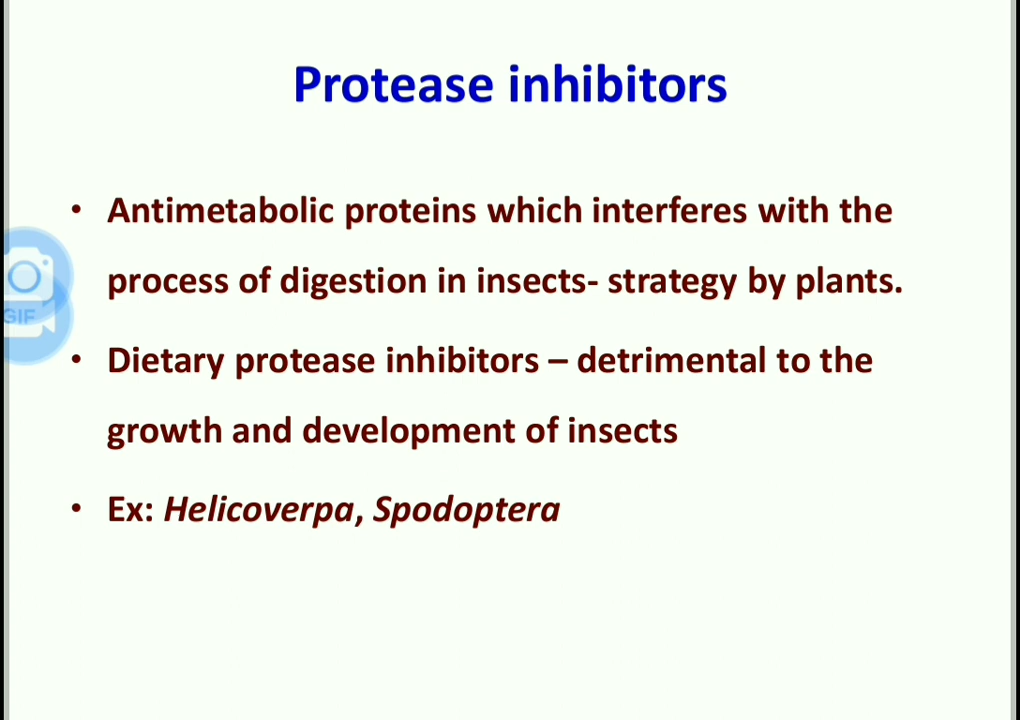 Protease inhibitors
• Antimetabolic proteins which interferes with the
process of digestion in insects- strategy by plants.
• Dietary protease inhibitors – detrimental to the
growth and development of insects
• Ex: Helicoverpa, Spodoptera
GIF